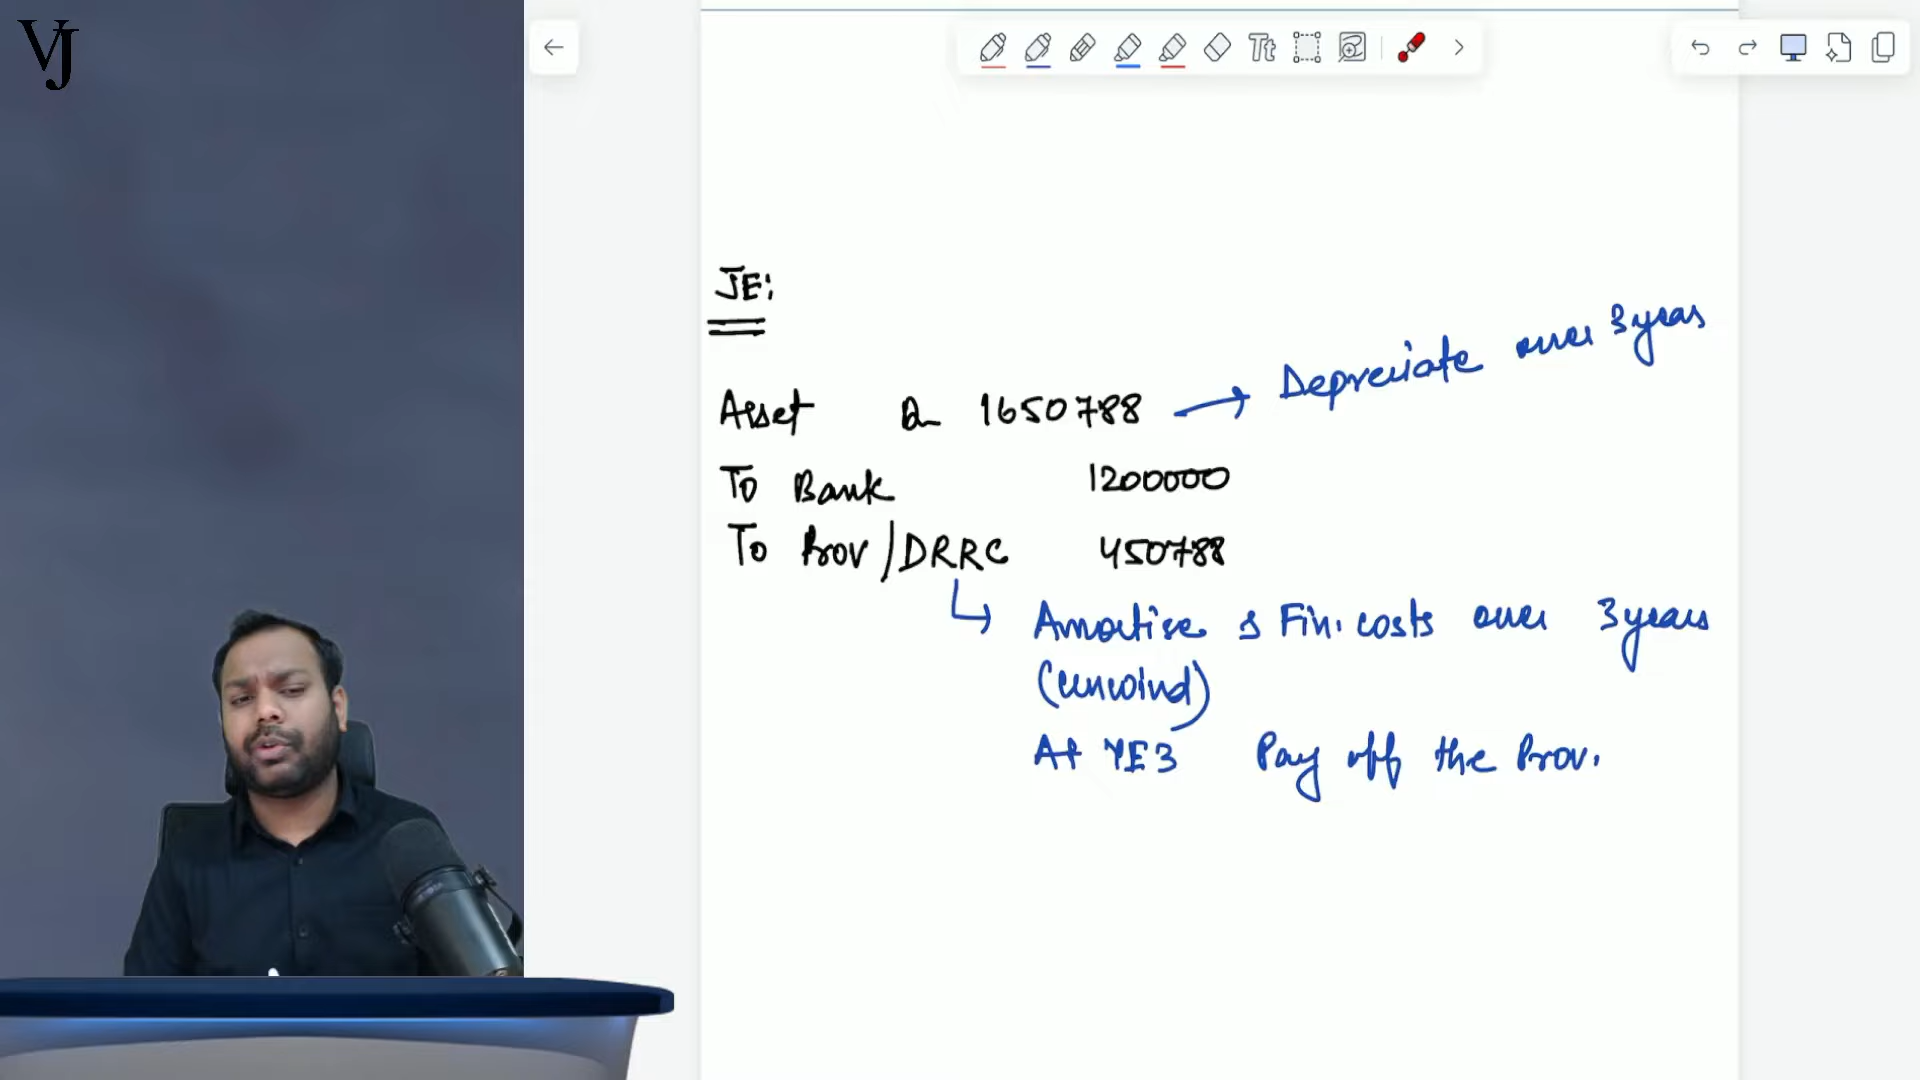 VJ
Tt
JE:
Asset Dr 1650788 → Depreciate over 3 years
To Bank 1200000
To Prov/DRRC 450788
Amortise & Fin. costs over 3 years
(unwind)
At YE3 Pay off the Prov.